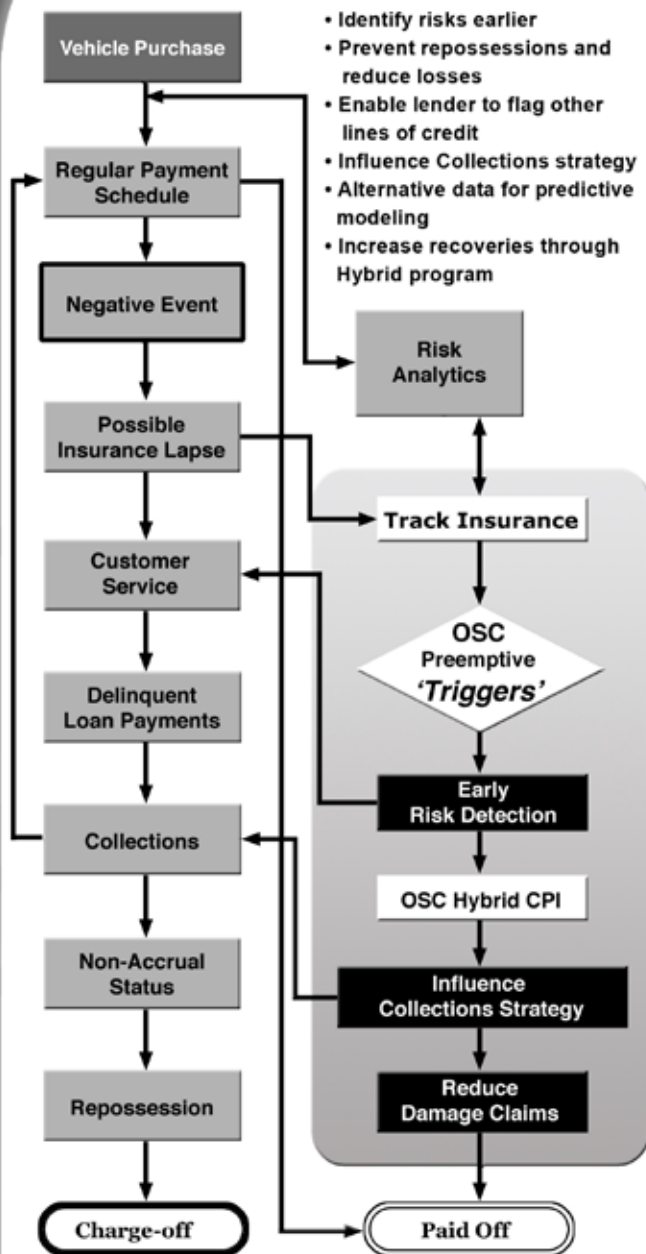 Vehicle Purchase
• Identify risks earlier
• Prevent repossessions and
reduce losses
• Enable lender to flag other
lines of credit
• Influence Collections strategy
• Alternative data for predictive
modeling
• Increase recoveries through
Hybrid program
Regular Payment
Schedule
Negative Event
Risk
Analytics
Possible
Insurance Lapse
Track Insurance
Customer
Service
OSC
Preemptive
'Triggers'
Delinquent
Loan Payments
Early
Risk Detection
Collections
OSC Hybrid CPI
Non-Accrual
Status
Influence
Collections Strategy
Repossession
Reduce
Damage Claims
Charge-off
Paid Off